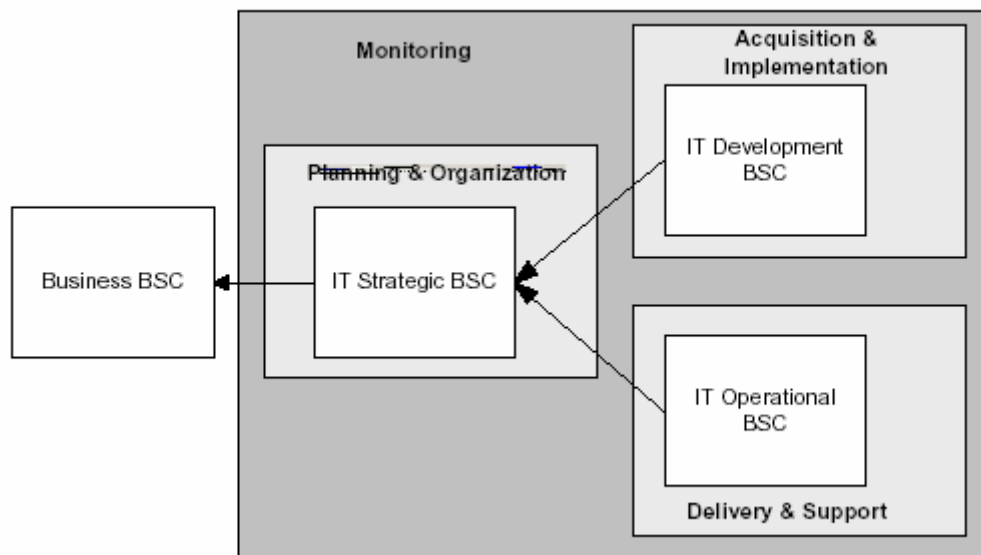 Monitoring
Acquisition &
Implementation
IT Development
BSC
Planning & Organization
Business BSC
IT Strategic BSC
IT Operational
BSC
Delivery & Support